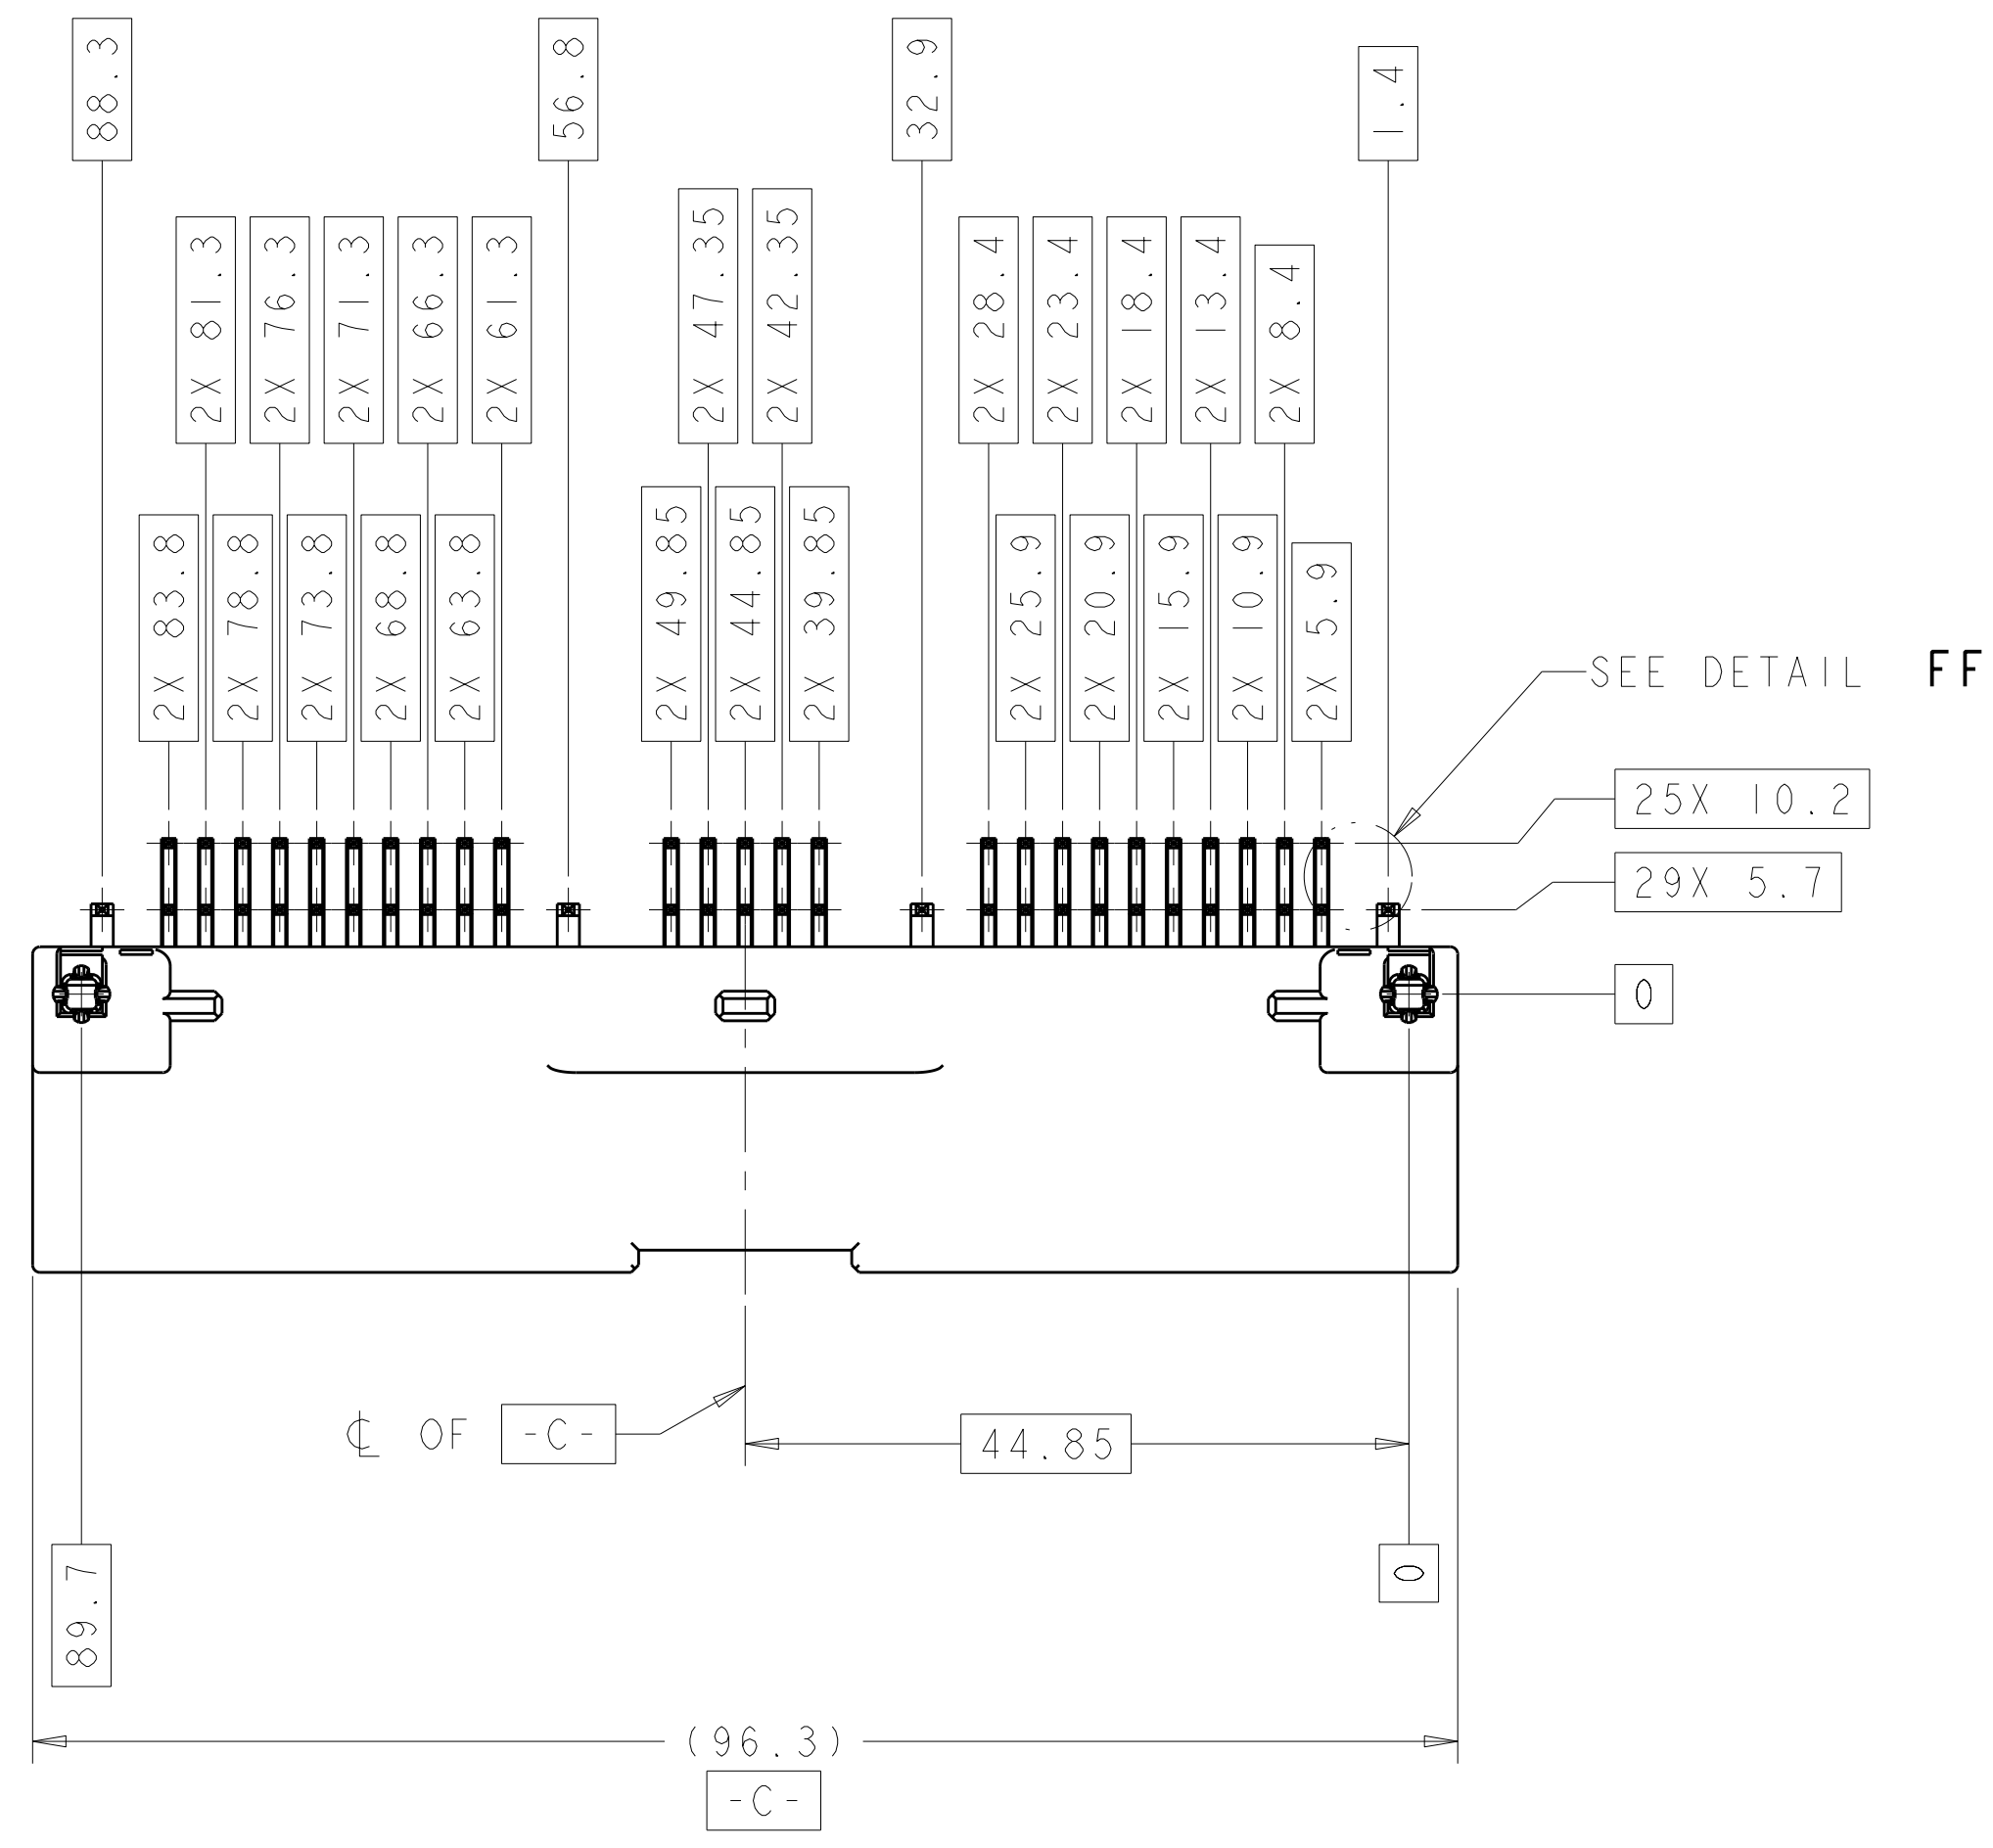 88.3
56.8
32.9
1.4
2X 81.3
2X 76.3
2X 71.3
2X 66.3
2X 61.3
2X 47.35
2X 42.35
2X 28.4
2X 23.4
2X 18.4
2X 13.4
2X 8.4
2X 83.8
2X 78.8
2X 73.8
2X 68.8
2X 63.8
2X 49.85
2X 44.85
2X 39.85
2X 25.9
2X 20.9
2X 15.9
2X 10.9
2X 5.9
SEE DETAIL FF
25X 10.2
29X 5.7
0
℄ OF -C-
44.85
89.7
0
(96.3)
-C-